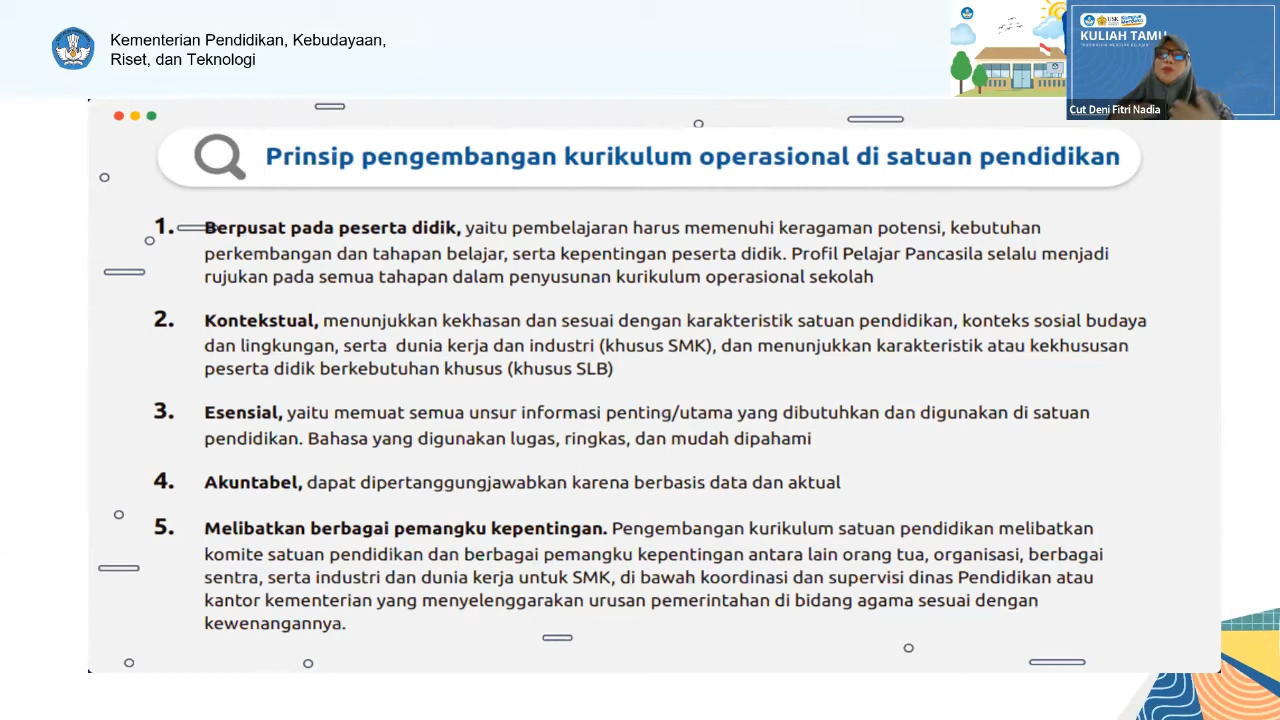 Kementerian Pendidikan, Kebudayaan,
Riset, dan Teknologi
USK
Kampus
Merdeka
KULIAH TAMU
Cut Deni Fitri Nadia
Prinsip pengembangan kurikulum operasional di satuan pendidikan
1. Berpusat pada peserta didik, yaitu pembelajaran harus memenuhi keragaman potensi, kebutuhan
perkembangan dan tahapan belajar, serta kepentingan peserta didik. Profil Pelajar Pancasila selalu menjadi
rujukan pada semua tahapan dalam penyusunan kurikulum operasional sekolah
2. Kontekstual, menunjukkan kekhasan dan sesuai dengan karakteristik satuan pendidikan, konteks sosial budaya
dan lingkungan, serta dunia kerja dan industri (khusus SMK), dan menunjukkan karakteristik atau kekhususan
peserta didik berkebutuhan khusus (khusus SLB)
3. Esensial, yaitu memuat semua unsur informasi penting/utama yang dibutuhkan dan digunakan di satuan
pendidikan. Bahasa yang digunakan lugas, ringkas, dan mudah dipahami
4. Akuntabel, dapat dipertanggungjawabkan karena berbasis data dan aktual
5. Melibatkan berbagai pemangku kepentingan. Pengembangan kurikulum satuan pendidikan melibatkan
komite satuan pendidikan dan berbagai pemangku kepentingan antara lain orang tua, organisasi, berbagai
sentra, serta industri dan dunia kerja untuk SMK, di bawah koordinasi dan supervisi dinas Pendidikan atau
kantor kementerian yang menyelenggarakan urusan pemerintahan di bidang agama sesuai dengan
kewenangannya.